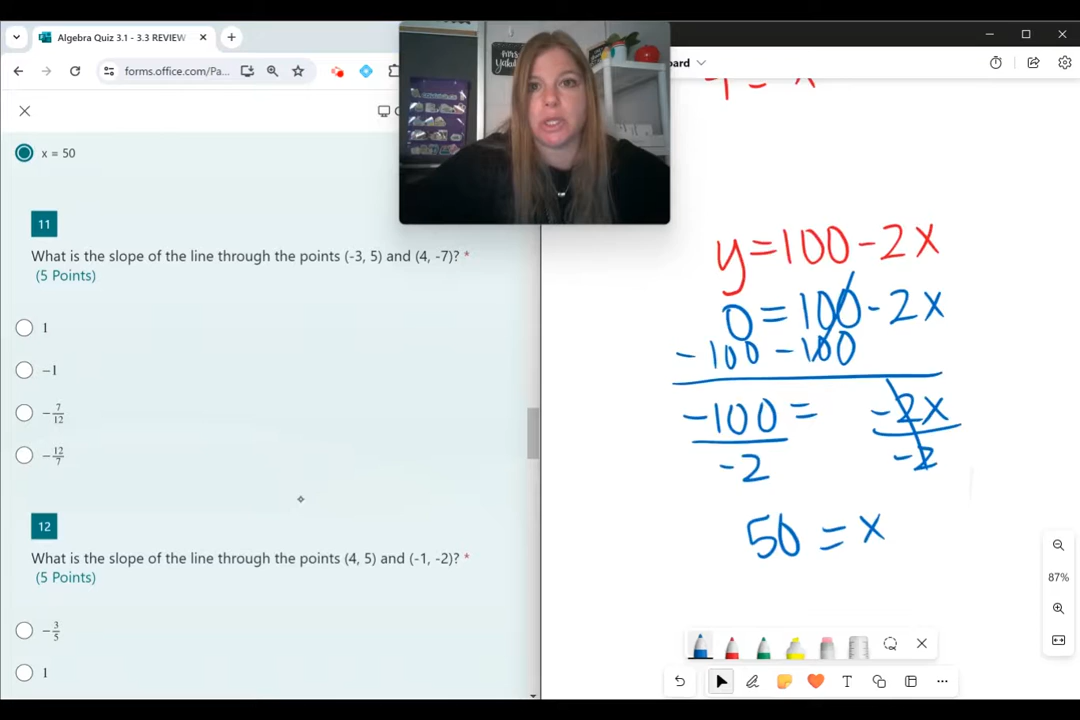 Algebra Quiz 3.1 - 3.3 REVIEW
forms.office.com/Pa...
ard
4 = x
x = 50
11
What is the slope of the line through the points (-3, 5) and (4, -7)? *
(5 Points)
1
-1
-7/12
-12/7
12
What is the slope of the line through the points (4, 5) and (-1, -2)? *
(5 Points)
-3/5
1
y=100-2x
0=100-2x
-100 -100
-100= -2x
-2 -2
50=x
87%
T